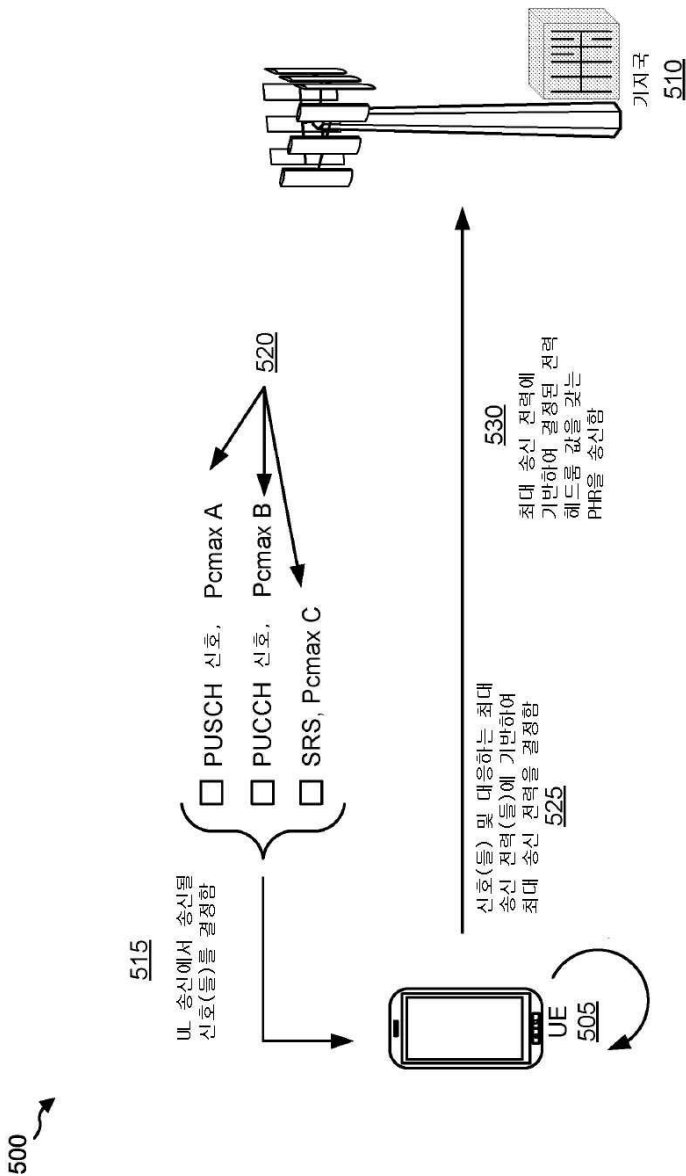 500
515
UL 송신에서 송신될
신호(들)를 결정함
PUSCH 신호, Pcmax A
PUCCH 신호, Pcmax B
SRS, Pcmax C
520
UE
505
신호(들) 및 대응하는 최대
송신 전력(들)에 기반하여
최대 송신 전력을 결정함
525
530
최대 송신 전력에
기반하여 결정된 전력
헤드룸 값을 갖는
PHR을 송신함
기지국
510